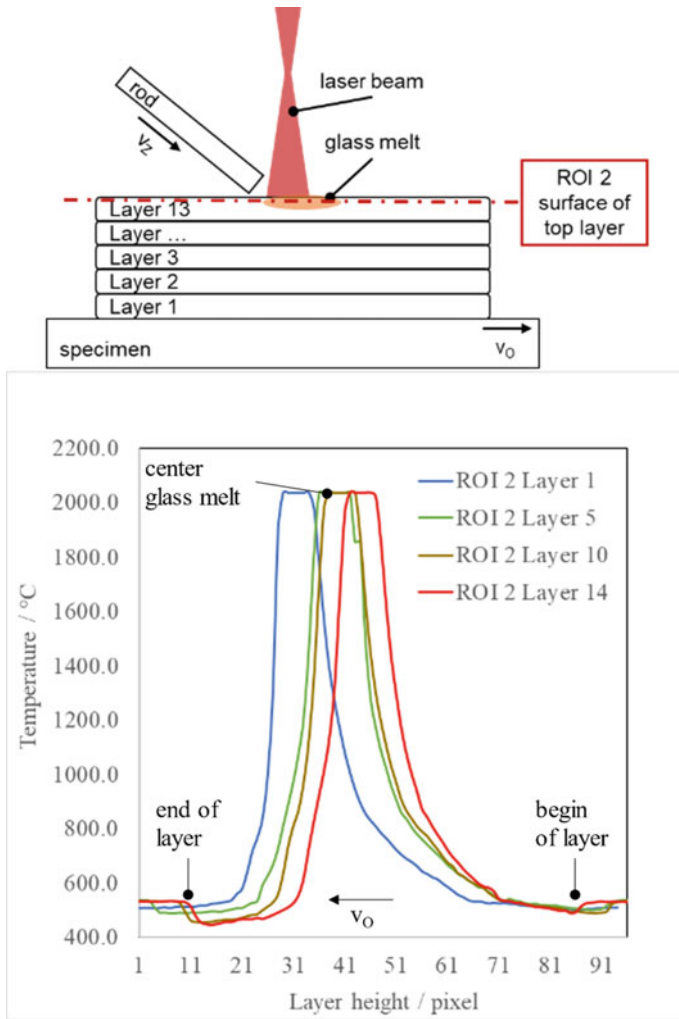 laser beam
rod
v_z
glass melt
ROI 2
surface of
top layer
Layer 13
Layer ...
Layer 3
Layer 2
Layer 1
specimen
v_O
2200.0
2000.0
1800.0
1600.0
1400.0
1200.0
1000.0
800.0
600.0
400.0
Temperature / °C
center
glass melt
ROI 2 Layer 1
ROI 2 Layer 5
ROI 2 Layer 10
ROI 2 Layer 14
end of
layer
begin
of layer
v_O
1 11 21 31 41 51 61 71 81 91
Layer height / pixel